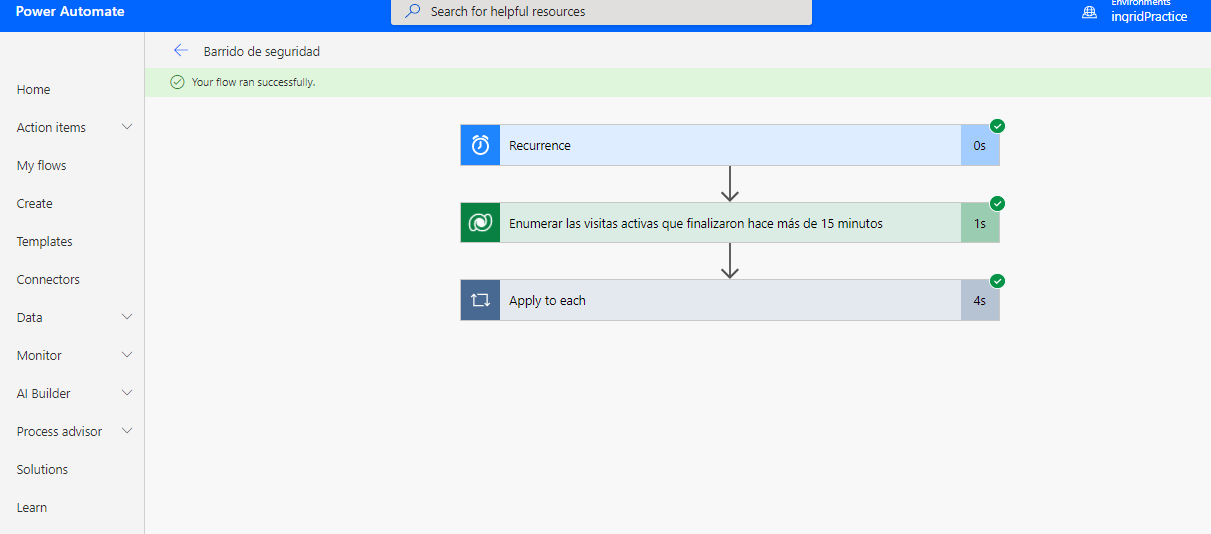 Power Automate
Search for helpful resources
Environments
ingridPractice
Barrido de seguridad
Your flow ran successfully.
Home
Action items
My flows
Create
Templates
Connectors
Data
Monitor
AI Builder
Process advisor
Solutions
Learn
Recurrence
0s
Enumerar las visitas activas que finalizaron hace más de 15 minutos
1s
Apply to each
4s